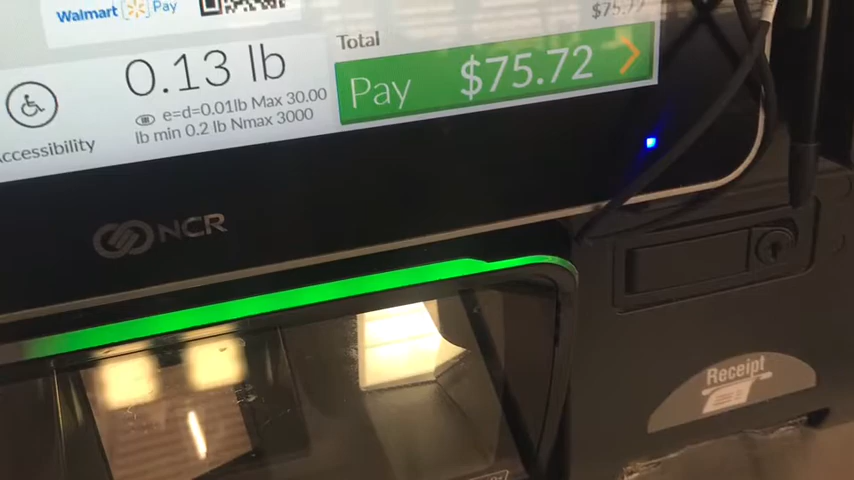 Walmart Pay
$75.72
Total
Pay $75.72
0.13 lb
e=d=0.01lb Max 30.00
lb min 0.2 lb Nmax 3000
Accessibility
NCR
Receipt